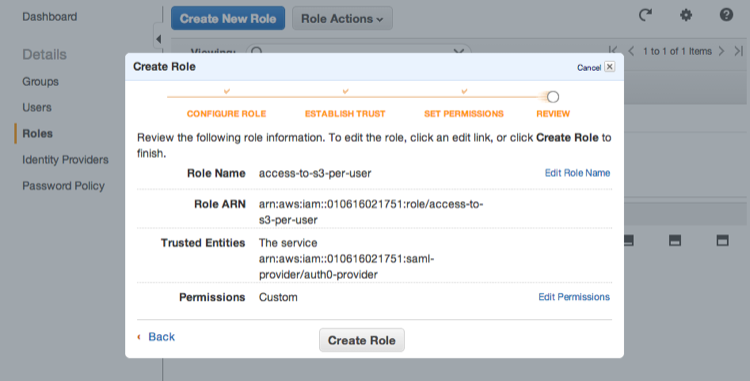 Dashboard
Create New Role
Role Actions
Viewing:
1 to 1 of 1 Items
Details
Groups
Users
Roles
Identity Providers
Password Policy
Create Role
Cancel
CONFIGURE ROLE
ESTABLISH TRUST
SET PERMISSIONS
REVIEW
Review the following role information. To edit the role, click an edit link, or click Create Role to
finish.
Role Name access-to-s3-per-user Edit Role Name
Role ARN arn:aws:iam::010616021751:role/access-to-
s3-per-user
Trusted Entities The service
arn:aws:iam::010616021751:saml-
provider/auth0-provider
Permissions Custom Edit Permissions
Back
Create Role